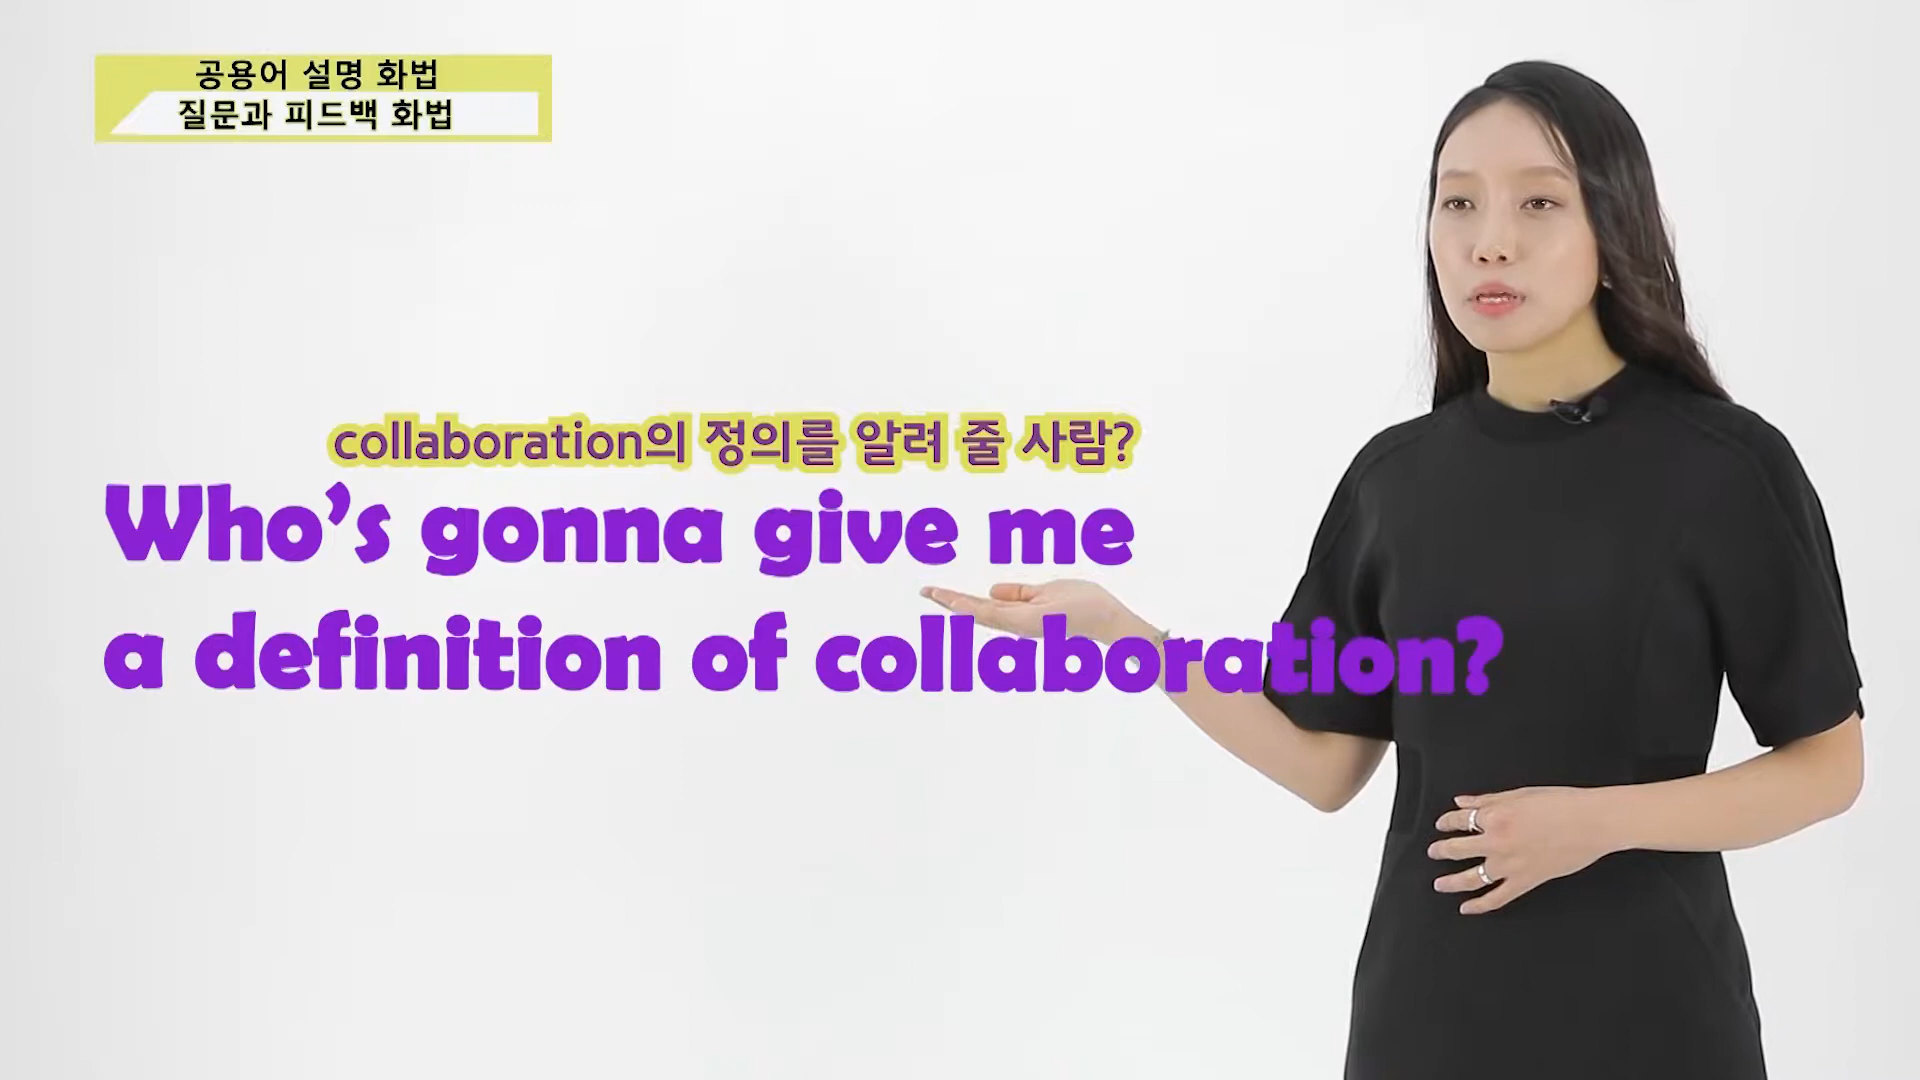 공용어 설명 화법
질문과 피드백 화법
collaboration의 정의를 알려 줄 사람?
Who's gonna give me
a definition of collaboration?